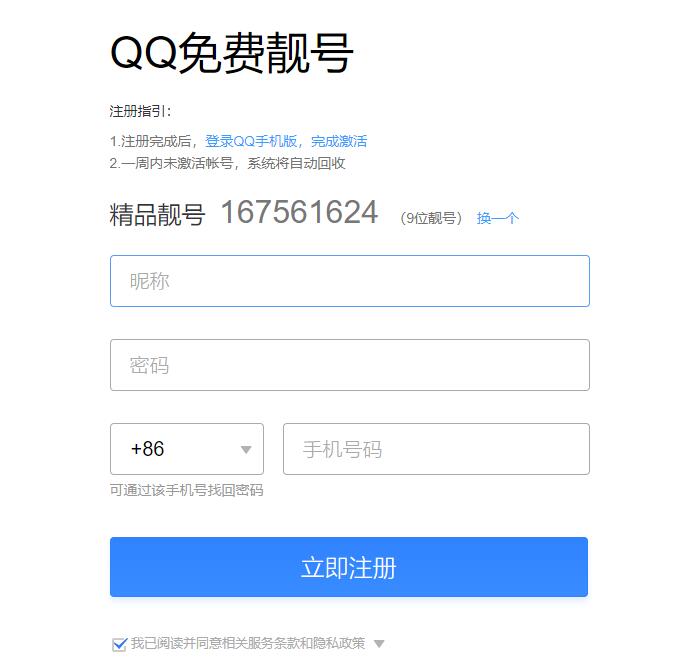 QQ免费靓号
注册指引：
1.注册完成后，登录QQ手机版，完成激活
2.一周内未激活帐号，系统将自动回收
精品靓号 167561624 （9位靓号） 换一个
昵称
密码
+86 手机号码
可通过该手机号找回密码
立即注册
我已阅读并同意相关服务条款和隐私政策